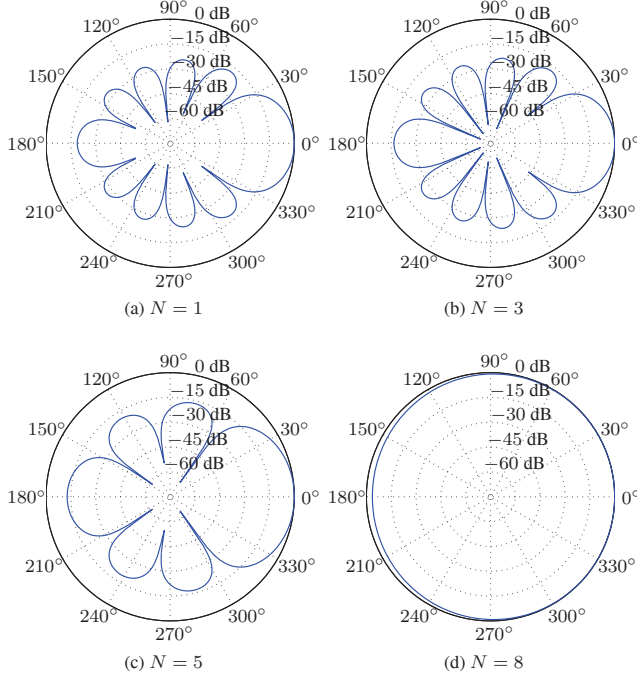 90°
0 dB
120°
60°
−15 dB
−30 dB
150°
30°
−45 dB
−60 dB
180°
0°
210°
330°
240°
300°
270°
(a) N = 1
90°
0 dB
120°
60°
−15 dB
−30 dB
150°
30°
−45 dB
−60 dB
180°
0°
210°
330°
240°
300°
270°
(b) N = 3
90°
0 dB
120°
60°
−15 dB
−30 dB
150°
30°
−45 dB
−60 dB
180°
0°
210°
330°
240°
300°
270°
(c) N = 5
90°
0 dB
120°
60°
−15 dB
−30 dB
150°
30°
−45 dB
−60 dB
180°
0°
210°
330°
240°
300°
270°
(d) N = 8